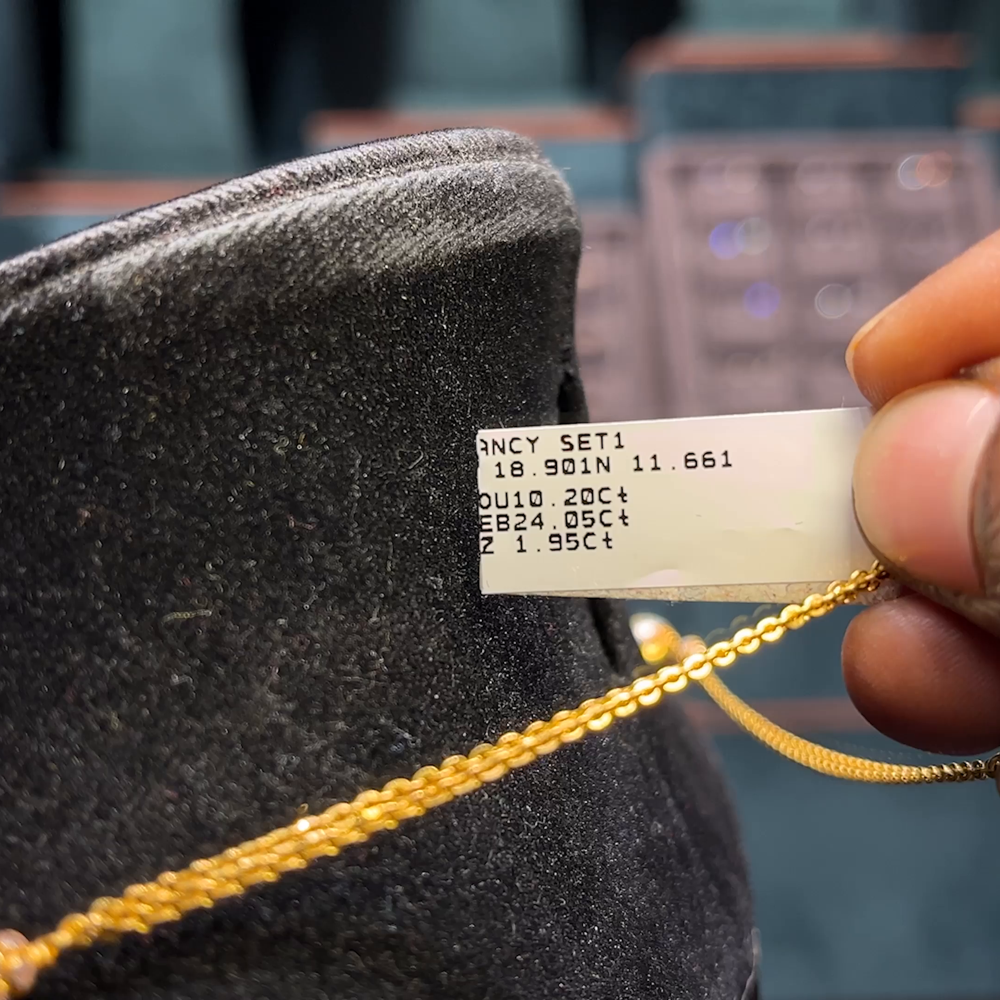 ANCY SET1
18.901N 11.661
OU10.20Ct
EB24.05Ct
Z 1.95Ct